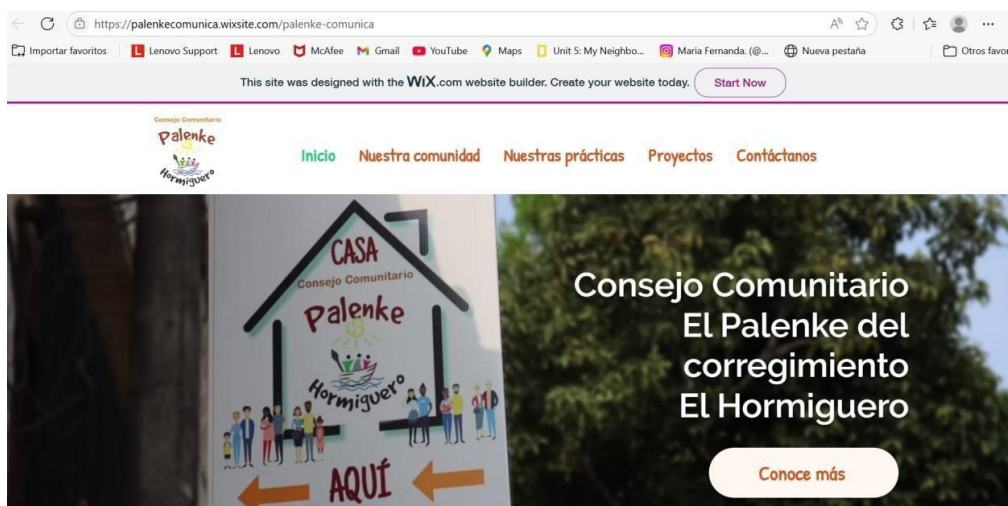 https://palenkecomunica.wixsite.com/palenke-comunica
Importar favoritos L Lenovo Support L Lenovo McAfee Gmail YouTube Maps Unit 5: My Neighbo... Maria Fernanda. (@... Nueva pestaña Otros favor
This site was designed with the WiX.com website builder. Create your website today. Start Now
Consejo Comunitario
Palenke
Hormiguero
Inicio Nuestra comunidad Nuestras prácticas Proyectos Contáctanos
CASA
Consejo Comunitario
Palenke
Hormiguero
AQUÍ
Consejo Comunitario
El Palenke del
corregimiento
El Hormiguero
Conoce más